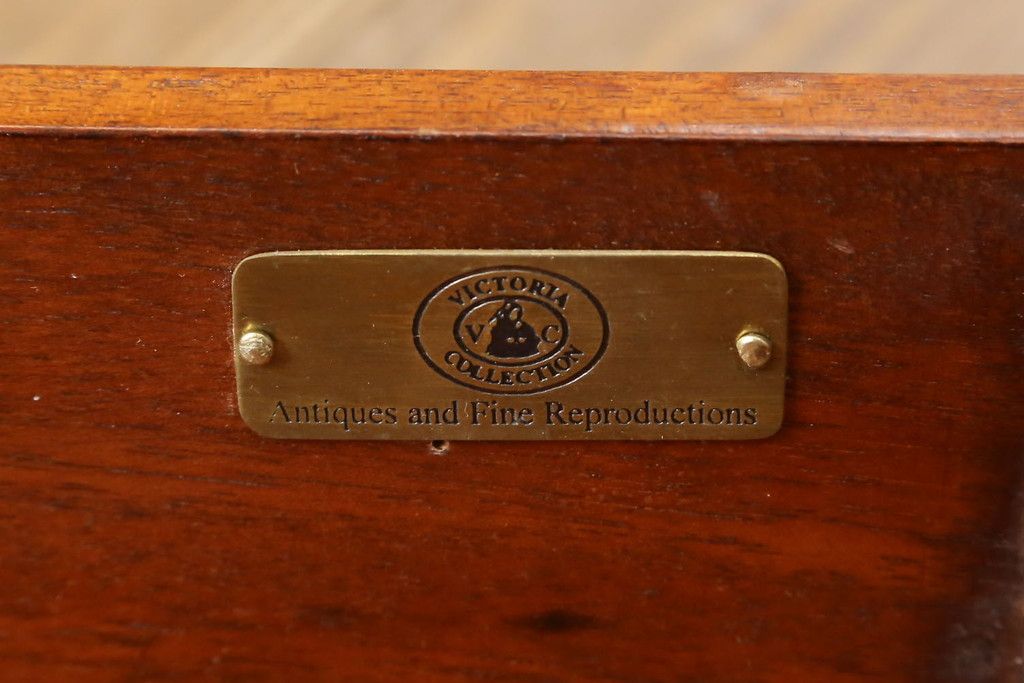 VICTORIA
V C
COLLECTION
Antiques and Fine Reproductions